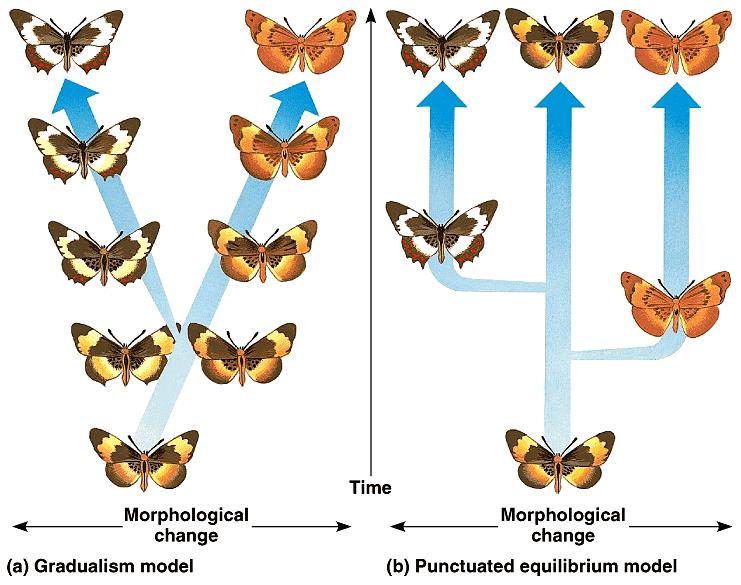 Time
Morphological
change
Morphological
change
(a) Gradualism model
(b) Punctuated equilibrium model